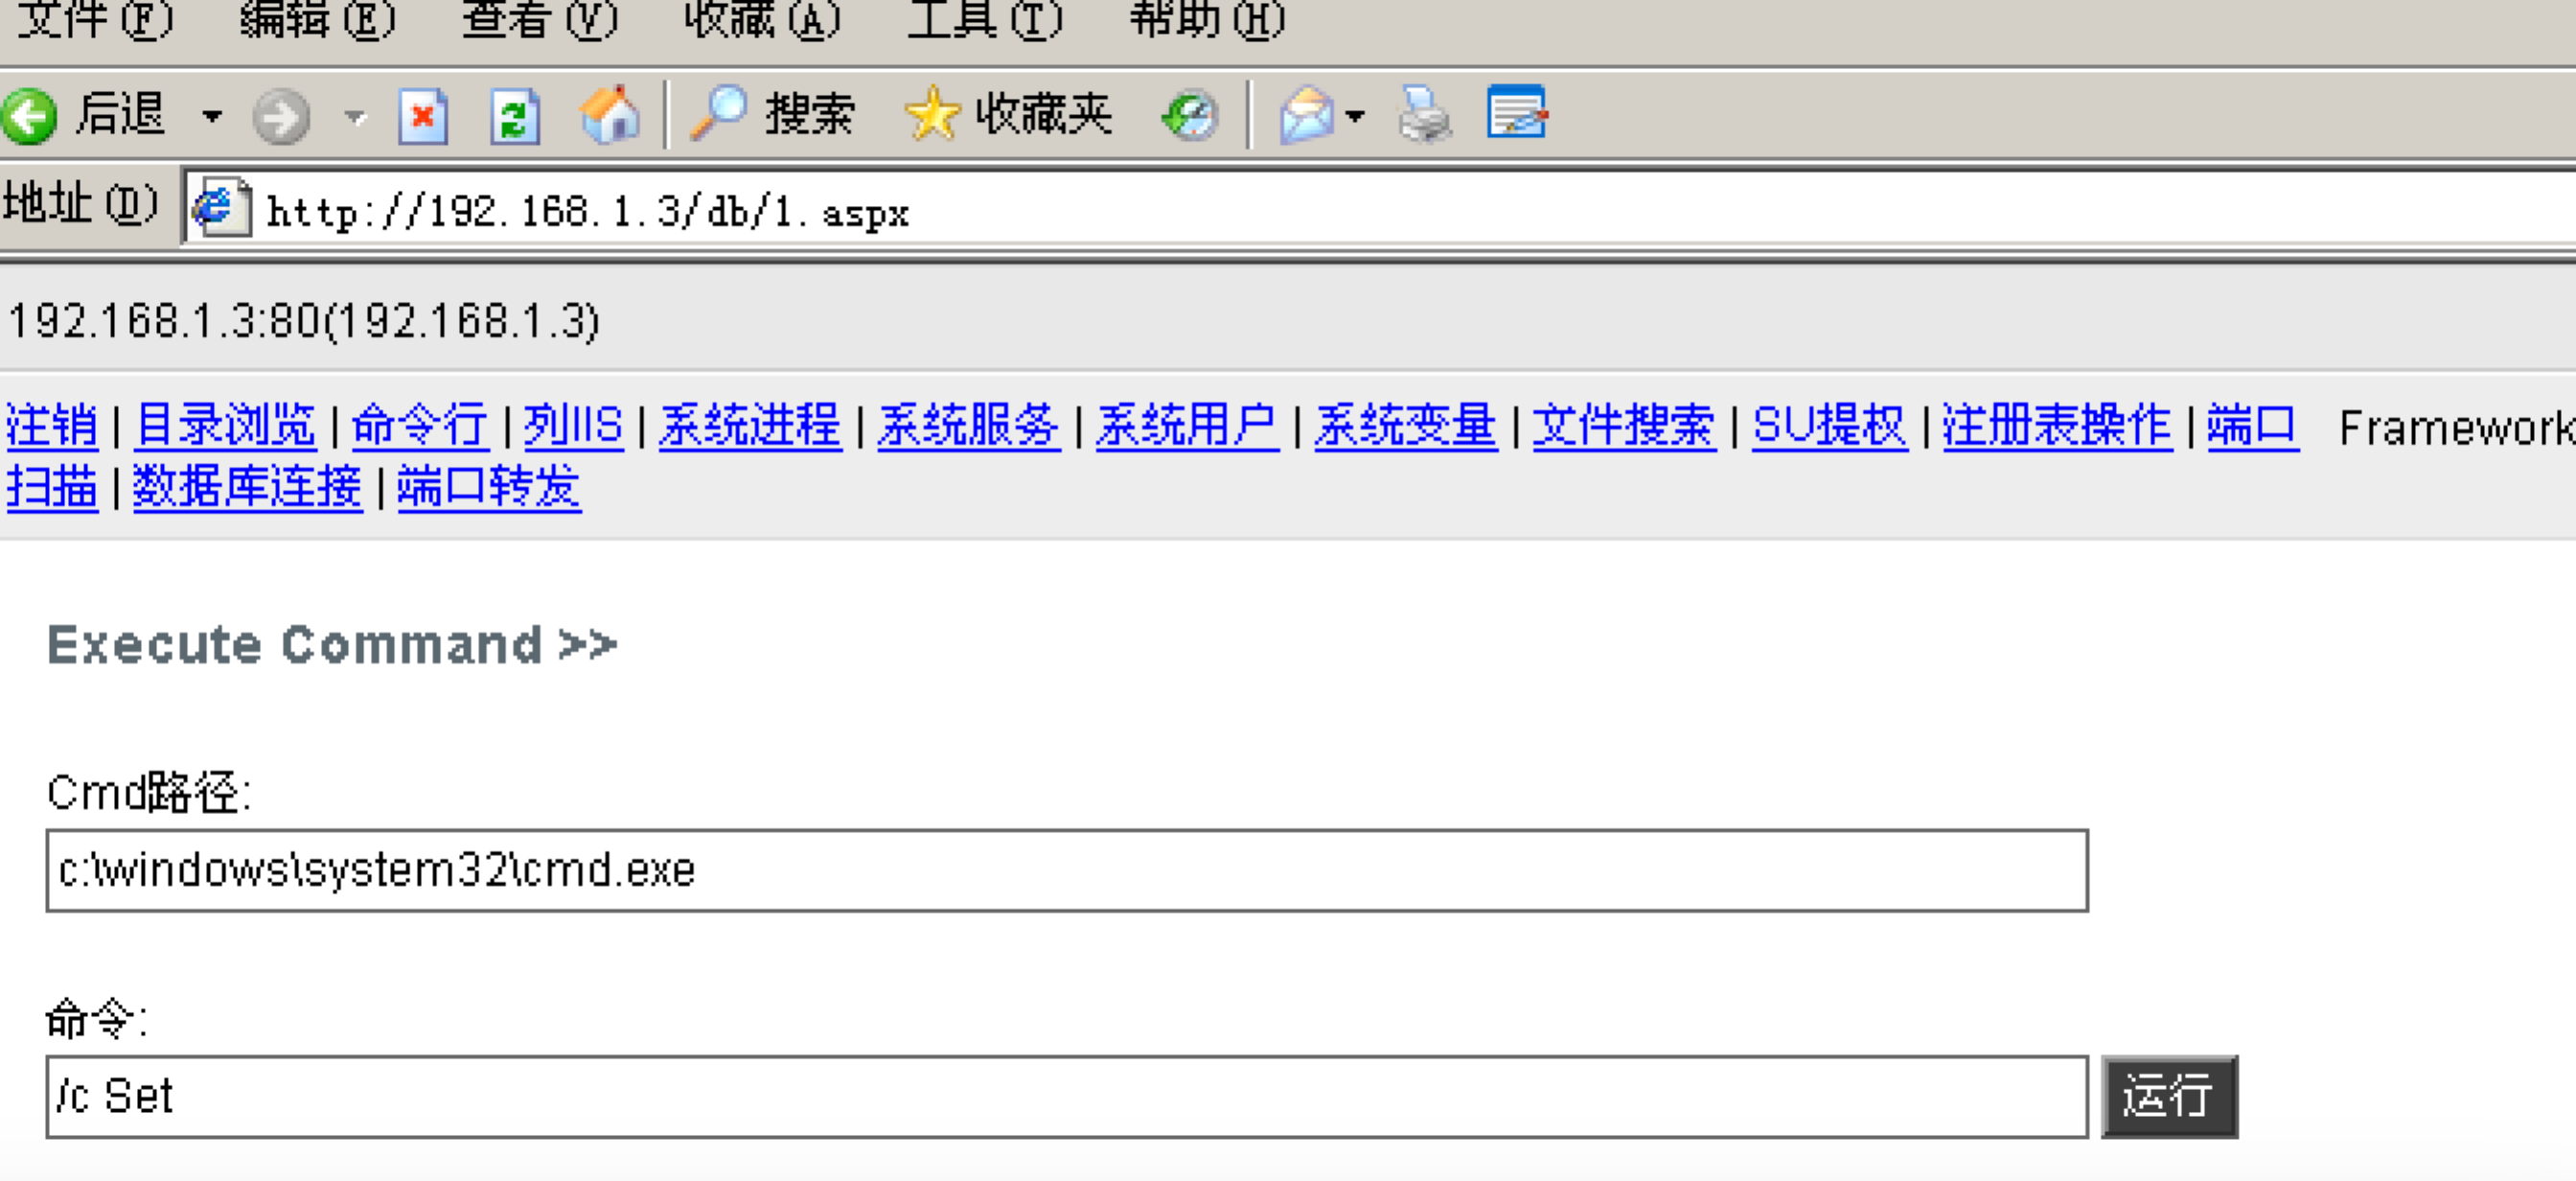 文件(F) 编辑(E) 查看(V) 收藏(A) 工具(T) 帮助(H)
后退 搜索 收藏夹
地址(D) http://192.168.1.3/db/1.aspx
192.168.1.3:80(192.168.1.3)
注销 | 目录浏览 | 命令行 | 列IIS | 系统进程 | 系统服务 | 系统用户 | 系统变量 | 文件搜索 | SU提权 | 注册表操作 | 端口 Framework
扫描 | 数据库连接 | 端口转发
Execute Command >>
Cmd路径:
c:\windows\system32\cmd.exe
命令:
/c Set 运行